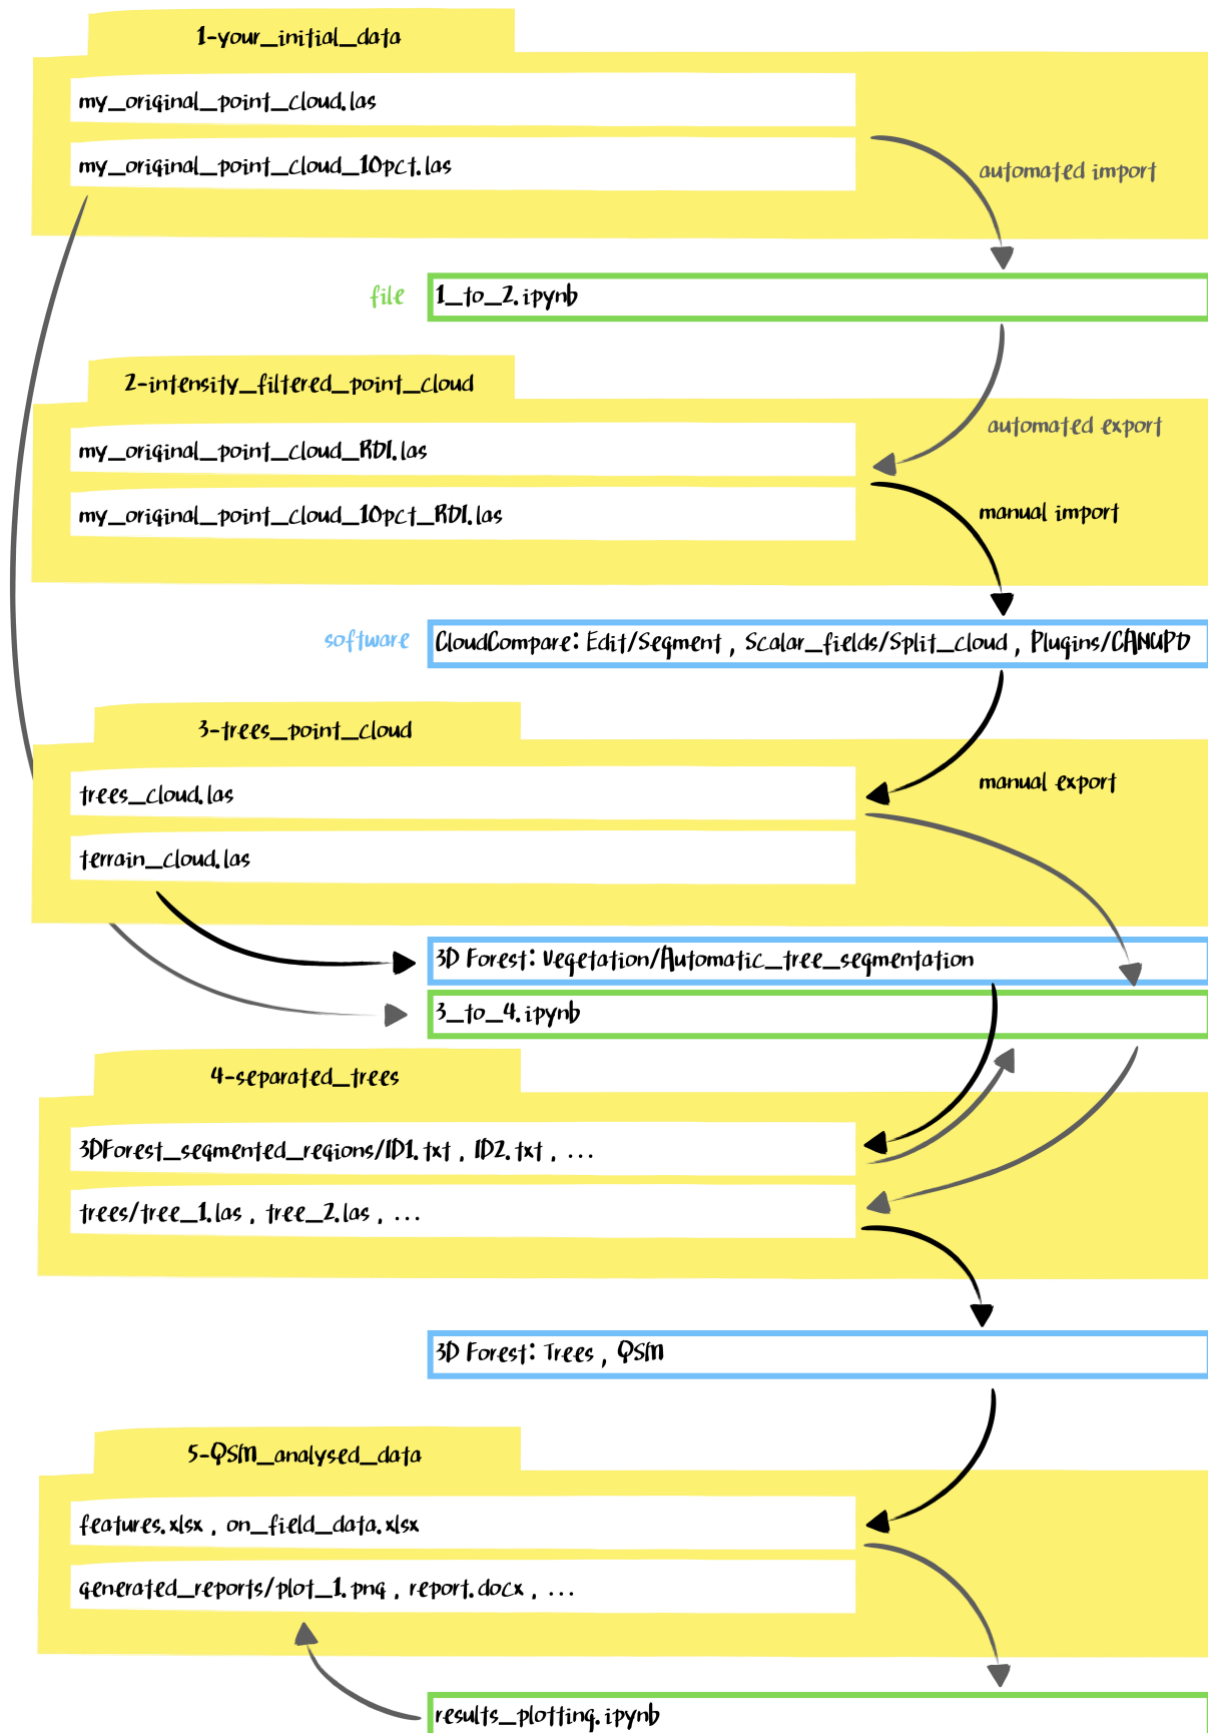 1-your_initial_data
my_original_point_cloud.las
my_original_point_cloud_10pct.las
automated import
file
1_to_2.ipynb
2-intensity_filtered_point_cloud
my_original_point_cloud_RDI.las
automated export
my_original_point_cloud_10pct_RDI.las
manual import
software
CloudCompare: Edit/Segment , Scalar_fields/Split_cloud , Plugins/CANUPO
3-trees_point_cloud
trees_cloud.las
manual export
terrain_cloud.las
3D Forest: Vegetation/Automatic_tree_segmentation
3_to_4.ipynb
4-separated_trees
3DForest_segmented_regions/ID1.txt , ID2.txt , ...
trees/tree_1.las , tree_2.las , ...
3D Forest: Trees , QSM
5-QSM_analysed_data
features.xlsx , on_field_data.xlsx
generated_reports/plot_1.png , report.docx , ...
results_plotting.ipynb